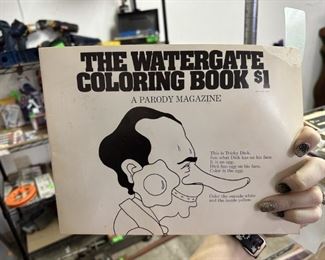 THE WATERGATE
COLORING BOOK $1
A PARODY MAGAZINE
This is Tricky Dick.
See what Dick has on his face.
It is an egg.
Dick has egg on his face.
Color in the egg.
Color the outside white
and the inside yellow.